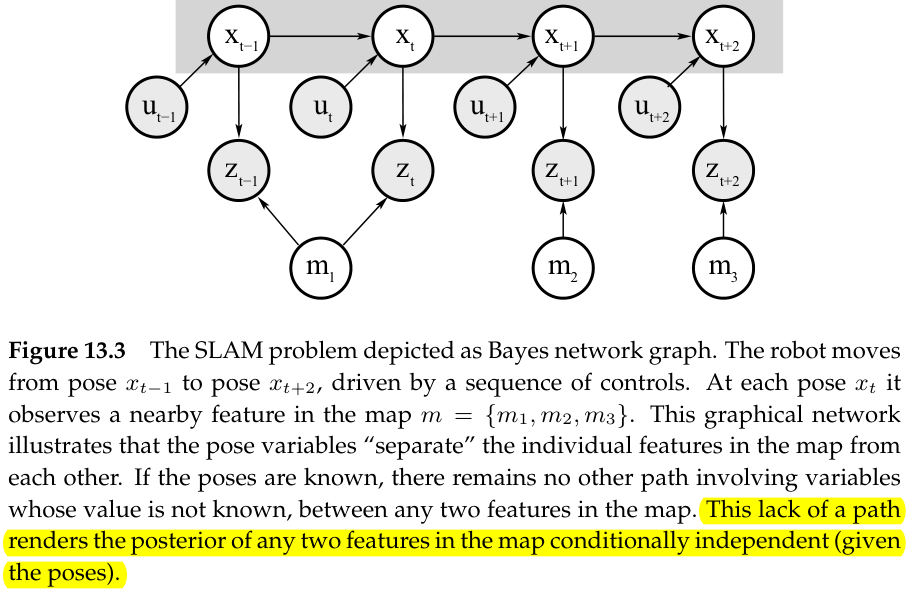 x_{t−1} x_t x_{t+1} x_{t+2}
u_{t−1} u_t u_{t+1} u_{t+2}
z_{t−1} z_t z_{t+1} z_{t+2}
m_1 m_2 m_3
Figure 13.3 The SLAM problem depicted as Bayes network graph. The robot moves
from pose x_{t−1} to pose x_{t+2}, driven by a sequence of controls. At each pose x_t it
observes a nearby feature in the map m = {m_1, m_2, m_3}. This graphical network
illustrates that the pose variables “separate” the individual features in the map from
each other. If the poses are known, there remains no other path involving variables
whose value is not known, between any two features in the map. This lack of a path
renders the posterior of any two features in the map conditionally independent (given
the poses).